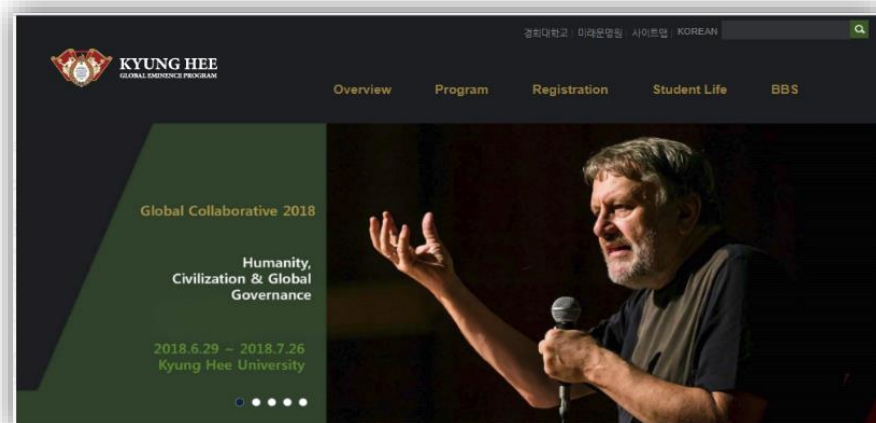 경희대학교 | 미래문명원 | 사이트맵 | KOREAN
KYUNG HEE
GLOBAL EMINENCE PROGRAM
Overview Program Registration Student Life BBS
Global Collaborative 2018
Humanity,
Civilization & Global
Governance
2018.6.29 ~ 2018.7.26
Kyung Hee University